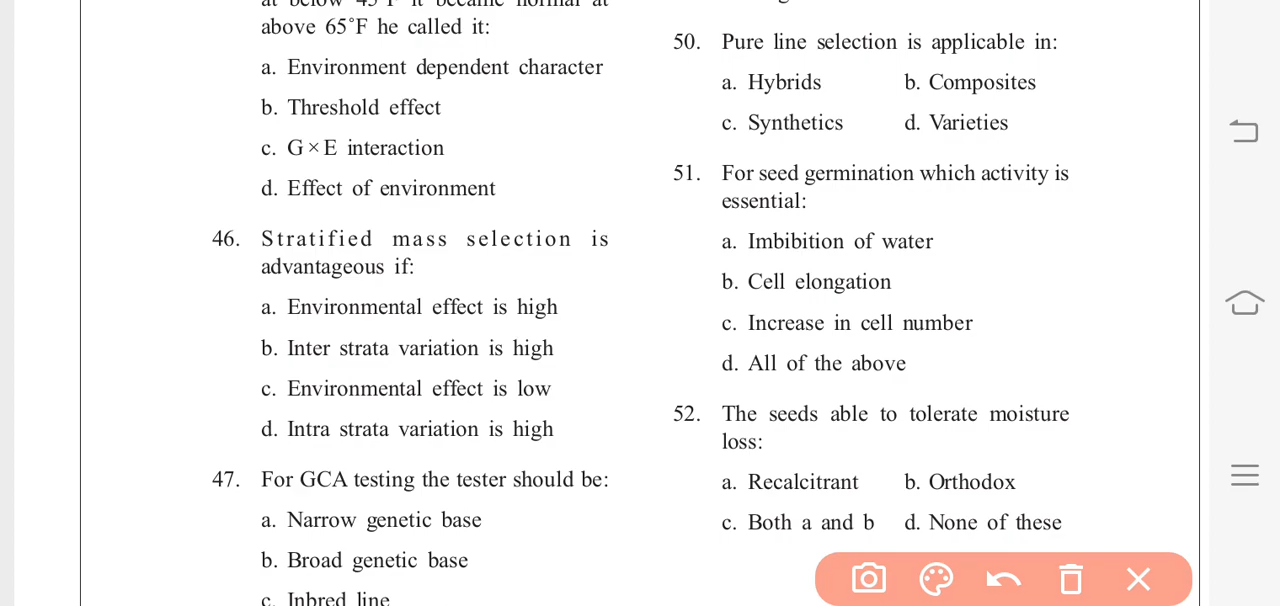 above 65°F he called it:
a. Environment dependent character
b. Threshold effect
c. G×E interaction
d. Effect of environment
46. Stratified mass selection is
advantageous if:
a. Environmental effect is high
b. Inter strata variation is high
c. Environmental effect is low
d. Intra strata variation is high
47. For GCA testing the tester should be:
a. Narrow genetic base
b. Broad genetic base
c. Inbred line
50. Pure line selection is applicable in:
a. Hybrids b. Composites
c. Synthetics d. Varieties
51. For seed germination which activity is
essential:
a. Imbibition of water
b. Cell elongation
c. Increase in cell number
d. All of the above
52. The seeds able to tolerate moisture
loss:
a. Recalcitrant b. Orthodox
c. Both a and b d. None of these